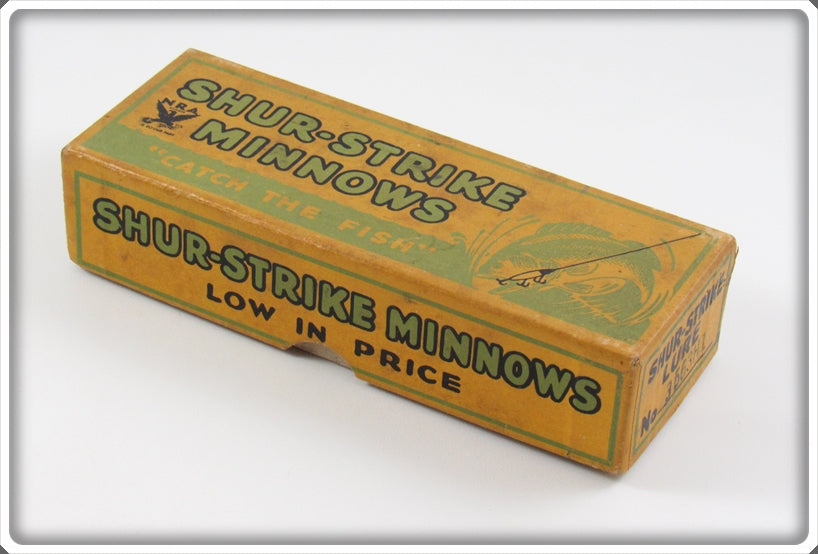 NRA
SHUR-STRIKE
MINNOWS
"CATCH THE FISH"
SHUR-STRIKE MINNOWS
LOW IN PRICE
SHUR-STRIKE
LURE
No.